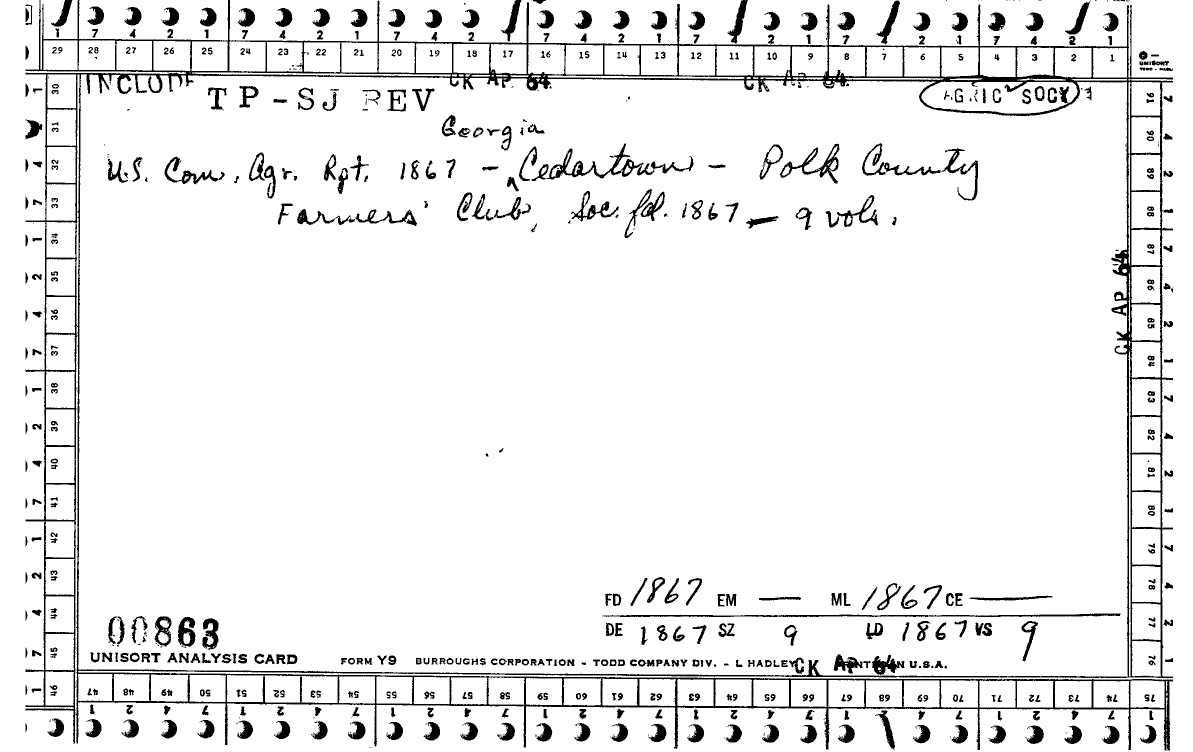 1 7 4 2 1 7 4 2 1 7 4 2 1 7 4 2 1 7 4 2 1 7 4 2 1 7 4 2 1
29 28 27 26 25 24 23 22 21 20 19 18 17 16 15 14 13 12 11 10 9 8 7 6 5 4 3 2 1
UNISORT
INCLUDE CK AP 64 CK AP 64
TP-SJ REV AGRIC SOCY
Georgia
U.S. Com. Agr. Rpt. 1867 - ^ Cedartown - Polk County
Farmers' Club, Soc. fd. 1867 - 9 vols.
30 31 32 33 34 35 36 37 38 39 40 41 42 43 44 45 46
91 90 89 88 87 86 85 84 83 82 81 80 79 78 77 76
CK AP 64
FD 1867 EM — ML 1867 CE —
DE 1867 SZ 9 LD 1867 VS 9
00863
UNISORT ANALYSIS CARD FORM Y9 BURROUGHS CORPORATION - TODD COMPANY DIV. - L HADLEY CK AP 64 IN U.S.A.
47 48 49 50 51 52 53 54 55 56 57 58 59 60 61 62 63 64 65 66 67 68 69 70 71 72 73 74 75
1 2 4 7 1 2 4 7 1 2 4 7 1 2 4 7 1 2 4 7 1 2 4 7 1 2 4 7 1